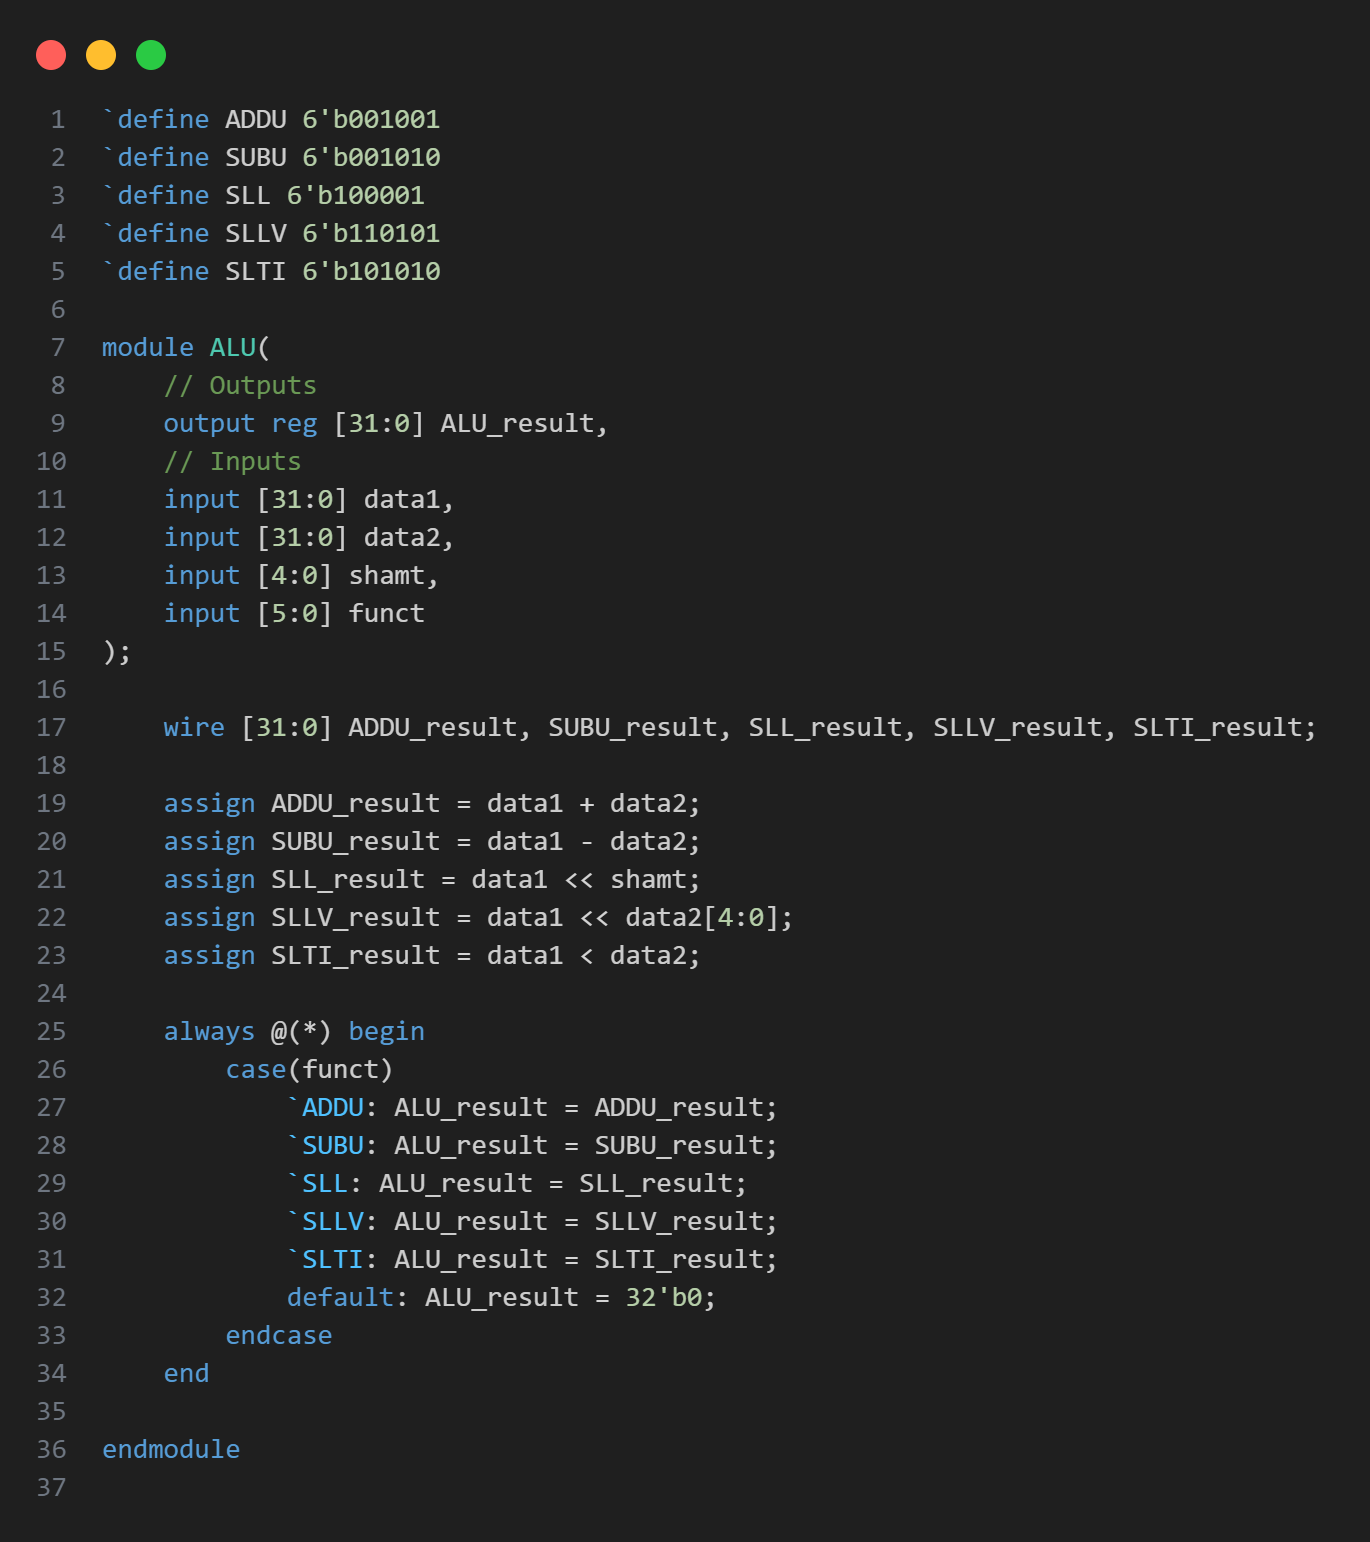 1 `define ADDU 6'b001001
2 `define SUBU 6'b001010
3 `define SLL 6'b100001
4 `define SLLV 6'b110101
5 `define SLTI 6'b101010
6
7 module ALU(
8     // Outputs
9     output reg [31:0] ALU_result,
10     // Inputs
11     input [31:0] data1,
12     input [31:0] data2,
13     input [4:0] shamt,
14     input [5:0] funct
15 );
16
17     wire [31:0] ADDU_result, SUBU_result, SLL_result, SLLV_result, SLTI_result;
18
19     assign ADDU_result = data1 + data2;
20     assign SUBU_result = data1 - data2;
21     assign SLL_result = data1 << shamt;
22     assign SLLV_result = data1 << data2[4:0];
23     assign SLTI_result = data1 < data2;
24
25     always @(*) begin
26         case(funct)
27             `ADDU: ALU_result = ADDU_result;
28             `SUBU: ALU_result = SUBU_result;
29             `SLL: ALU_result = SLL_result;
30             `SLLV: ALU_result = SLLV_result;
31             `SLTI: ALU_result = SLTI_result;
32             default: ALU_result = 32'b0;
33         endcase
34     end
35
36 endmodule
37